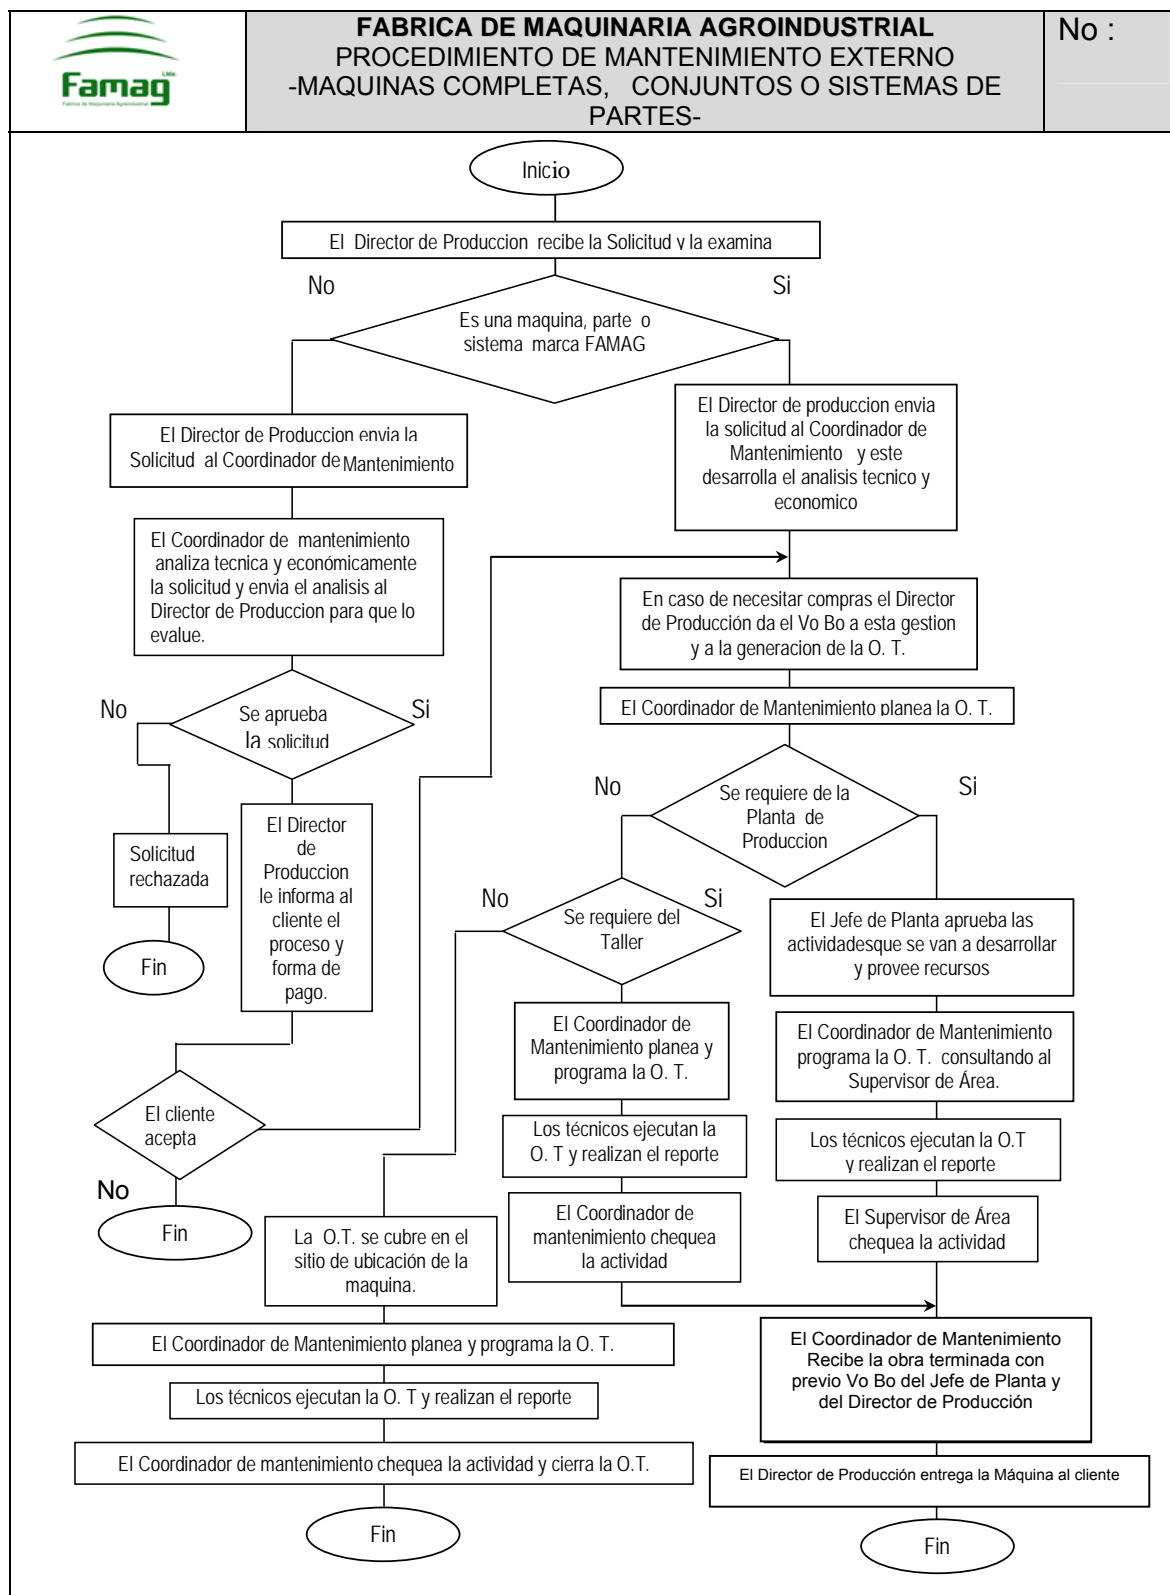 Famag Ltda.
Fabrica de Maquinaria Agroindustrial
FABRICA DE MAQUINARIA AGROINDUSTRIAL
PROCEDIMIENTO DE MANTENIMIENTO EXTERNO
-MAQUINAS COMPLETAS, CONJUNTOS O SISTEMAS DE
PARTES-
No :
Inicio
El Director de Produccion recibe la Solicitud y la examina
No
Si
Es una maquina, parte o
sistema marca FAMAG
El Director de Produccion envia la
Solicitud al Coordinador de Mantenimiento
El Director de produccion envia
la solicitud al Coordinador de
Mantenimiento y este
desarrolla el analisis tecnico y
economico
El Coordinador de mantenimiento
analiza tecnica y económicamente
la solicitud y envia el analisis al
Director de Produccion para que lo
evalue.
En caso de necesitar compras el Director
de Producción da el Vo Bo a esta gestion
y a la generacion de la O. T.
No
Si
Se aprueba
la solicitud
El Coordinador de Mantenimiento planea la O. T.
No
Si
Se requiere de la
Planta de
Produccion
Solicitud
rechazada
El Director
de
Produccion
le informa al
cliente el
proceso y
forma de
pago.
Fin
No
Si
Se requiere del
Taller
El Jefe de Planta aprueba las
actividadesque se van a desarrollar
y provee recursos
El Coordinador de
Mantenimiento planea y
programa la O. T.
El Coordinador de Mantenimiento
programa la O. T. consultando al
Supervisor de Área.
El cliente
acepta
Los técnicos ejecutan la
O. T y realizan el reporte
Los técnicos ejecutan la O.T
y realizan el reporte
No
Fin
La O.T. se cubre en el
sitio de ubicación de la
maquina.
El Coordinador de
mantenimiento chequea
la actividad
El Supervisor de Área
chequea la actividad
El Coordinador de Mantenimiento planea y programa la O. T.
El Coordinador de Mantenimiento
Recibe la obra terminada con
previo Vo Bo del Jefe de Planta y
del Director de Producción
Los técnicos ejecutan la O. T y realizan el reporte
El Coordinador de mantenimiento chequea la actividad y cierra la O.T.
El Director de Producción entrega la Máquina al cliente
Fin
Fin